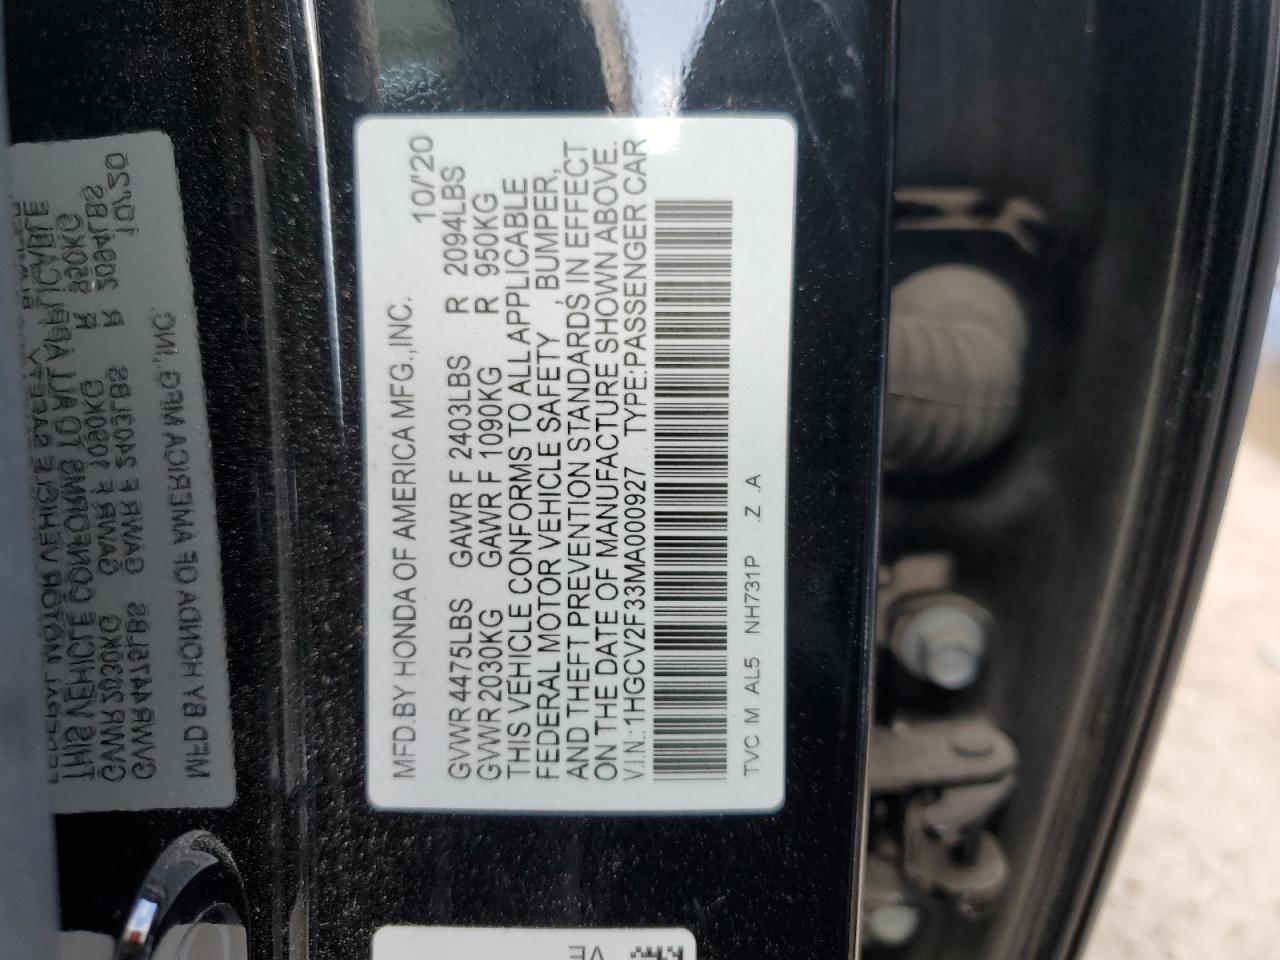 MFD.BY HONDA OF AMERICA MFG.,INC. 10/'20
GVWR 4475LBS GAWR F 2403LBS R 2094LBS
GVWR 2030KG GAWR F 1090KG R 950KG
THIS VEHICLE CONFORMS TO ALL APPLICABLE
FEDERAL MOTOR VEHICLE SAFETY , BUMPER,
AND THEFT PREVENTION STANDARDS IN EFFECT
ON THE DATE OF MANUFACTURE SHOWN ABOVE.
V.I.N.:1HGCV2F33MA000927 TYPE:PASSENGER CAR
TVC M AL5 NH731P .Z .A
VE